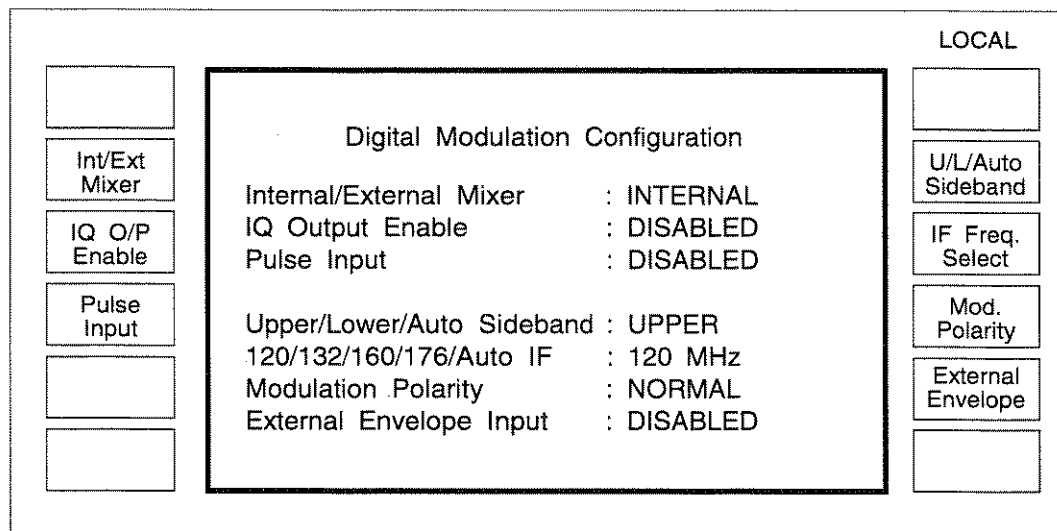 LOCAL
Digital Modulation Configuration
Int/Ext
Mixer
IQ O/P
Enable
Pulse
Input
Internal/External Mixer : INTERNAL
IQ Output Enable : DISABLED
Pulse Input : DISABLED
Upper/Lower/Auto Sideband : UPPER
120/132/160/176/Auto IF : 120 MHz
Modulation Polarity : NORMAL
External Envelope Input : DISABLED
U/L/Auto
Sideband
IF Freq.
Select
Mod.
Polarity
External
Envelope